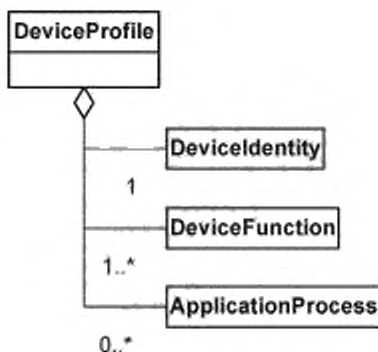 DeviceProfile
DeviceIdentity
1
DeviceFunction
1..*
ApplicationProcess
0..*